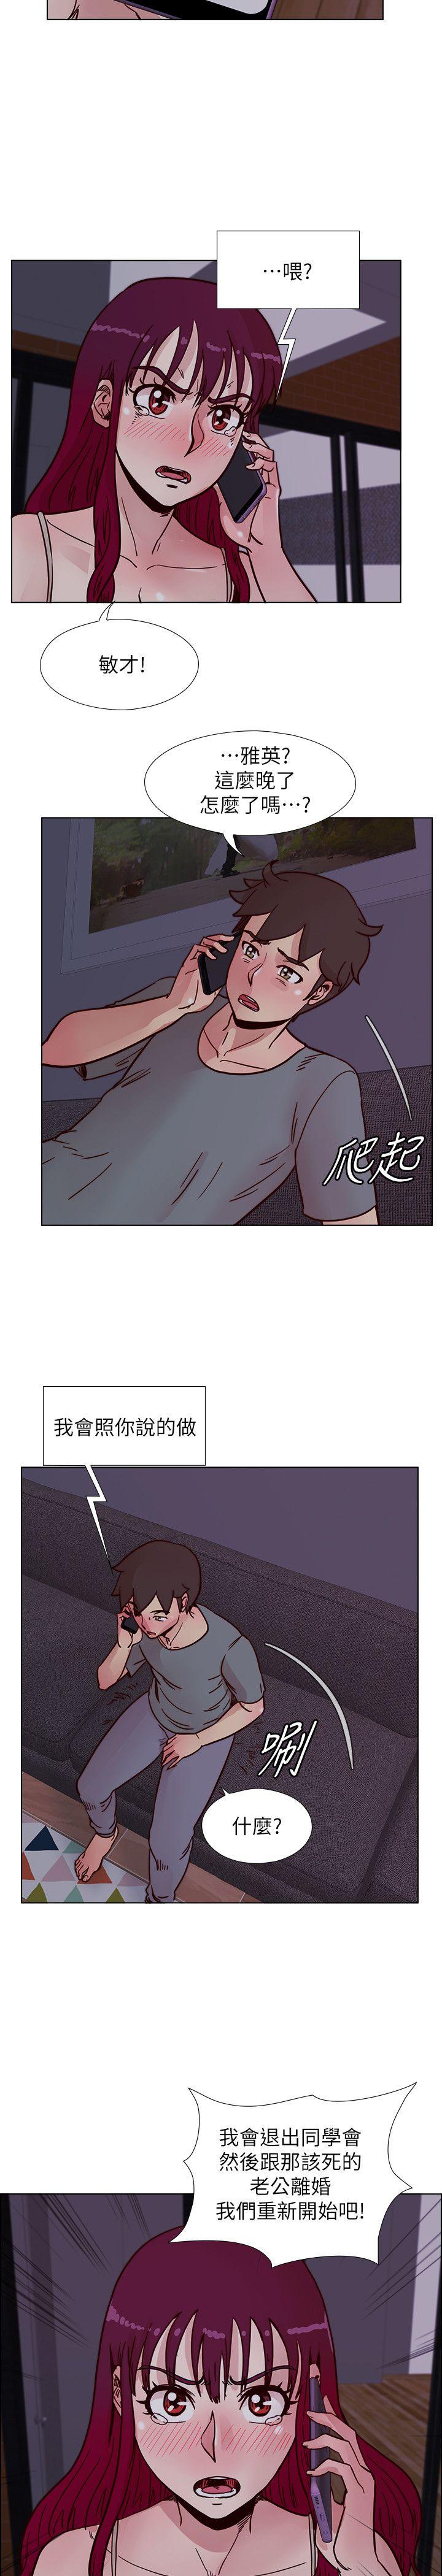 …喂?
敏才!
…雅英?
這麼晚了
怎麼了嗎…?
爬起
我會照你說的做
唰
什麼?
我會退出同學會
然後跟那該死的
老公離婚
我們重新開始吧!